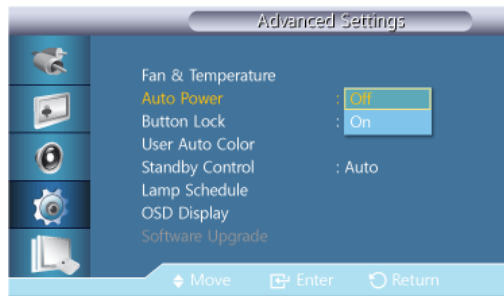 Advanced Settings
Fan & Temperature
Auto Power : Off
Button Lock : On
User Auto Color
Standby Control : Auto
Lamp Schedule
OSD Display
Software Upgrade
Move Enter Return